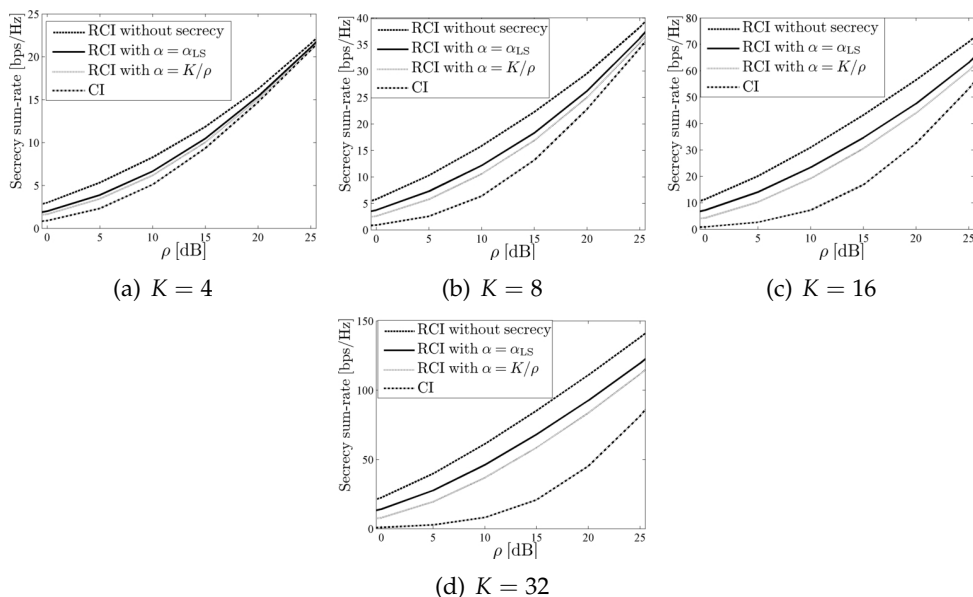 Secrecy sum-rate [bps/Hz]
25
20
15
10
5
0
RCI without secrecy
RCI with α = α_LS
RCI with α = K/ρ
CI
0 5 10 15 20 25
ρ [dB]
(a) K = 4
Secrecy sum-rate [bps/Hz]
40
35
30
25
20
15
10
5
0
RCI without secrecy
RCI with α = α_LS
RCI with α = K/ρ
CI
0 5 10 15 20 25
ρ [dB]
(b) K = 8
Secrecy sum-rate [bps/Hz]
80
70
60
50
40
30
20
10
0
RCI without secrecy
RCI with α = α_LS
RCI with α = K/ρ
CI
0 5 10 15 20 25
ρ [dB]
(c) K = 16
Secrecy sum-rate [bps/Hz]
150
100
50
0
RCI without secrecy
RCI with α = α_LS
RCI with α = K/ρ
CI
0 5 10 15 20 25
ρ [dB]
(d) K = 32